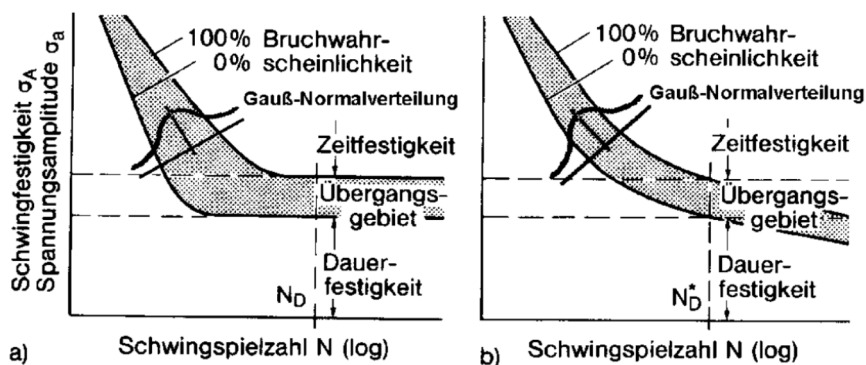 Schwingfestigkeit σA
Spannungsamplitude σa
100% Bruchwahr-
0% scheinlichkeit
Gauß-Normalverteilung
Zeitfestigkeit
Übergangs-
gebiet
Dauer-
festigkeit
ND
a)
Schwingspielzahl N (log)
100% Bruchwahr-
0% scheinlichkeit
Gauß-Normalverteilung
Zeitfestigkeit
Übergangs-
gebiet
Dauer-
festigkeit
ND*
b)
Schwingspielzahl N (log)